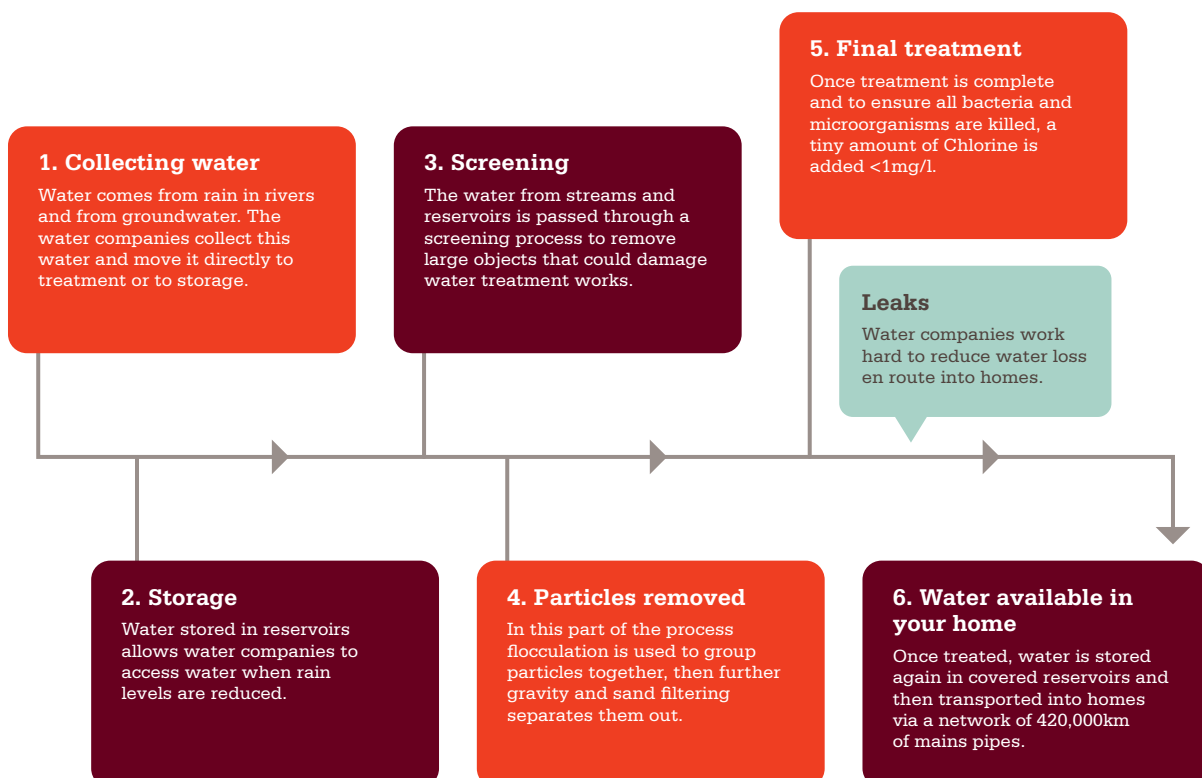 1. Collecting water
Water comes from rain in rivers
and from groundwater. The
water companies collect this
water and move it directly to
treatment or to storage.
2. Storage
Water stored in reservoirs
allows water companies to
access water when rain
levels are reduced.
3. Screening
The water from streams and
reservoirs is passed through a
screening process to remove
large objects that could damage
water treatment works.
4. Particles removed
In this part of the process
flocculation is used to group
particles together, then further
gravity and sand filtering
separates them out.
5. Final treatment
Once treatment is complete
and to ensure all bacteria and
microorganisms are killed, a
tiny amount of Chlorine is
added <1mg/l.
Leaks
Water companies work
hard to reduce water loss
en route into homes.
6. Water available in
your home
Once treated, water is stored
again in covered reservoirs and
then transported into homes
via a network of 420,000km
of mains pipes.